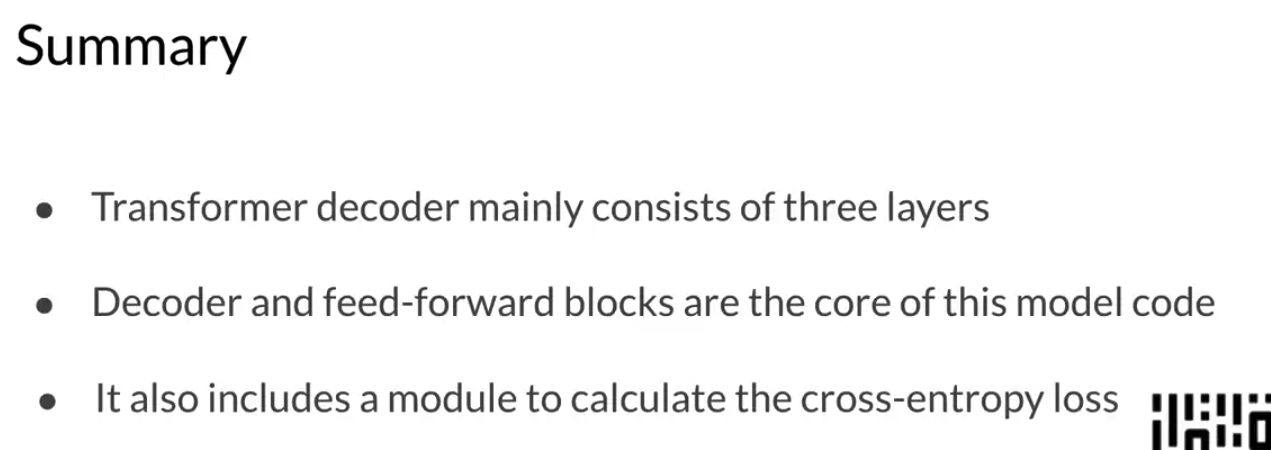 Summary
● Transformer decoder mainly consists of three layers
● Decoder and feed-forward blocks are the core of this model code
● It also includes a module to calculate the cross-entropy loss